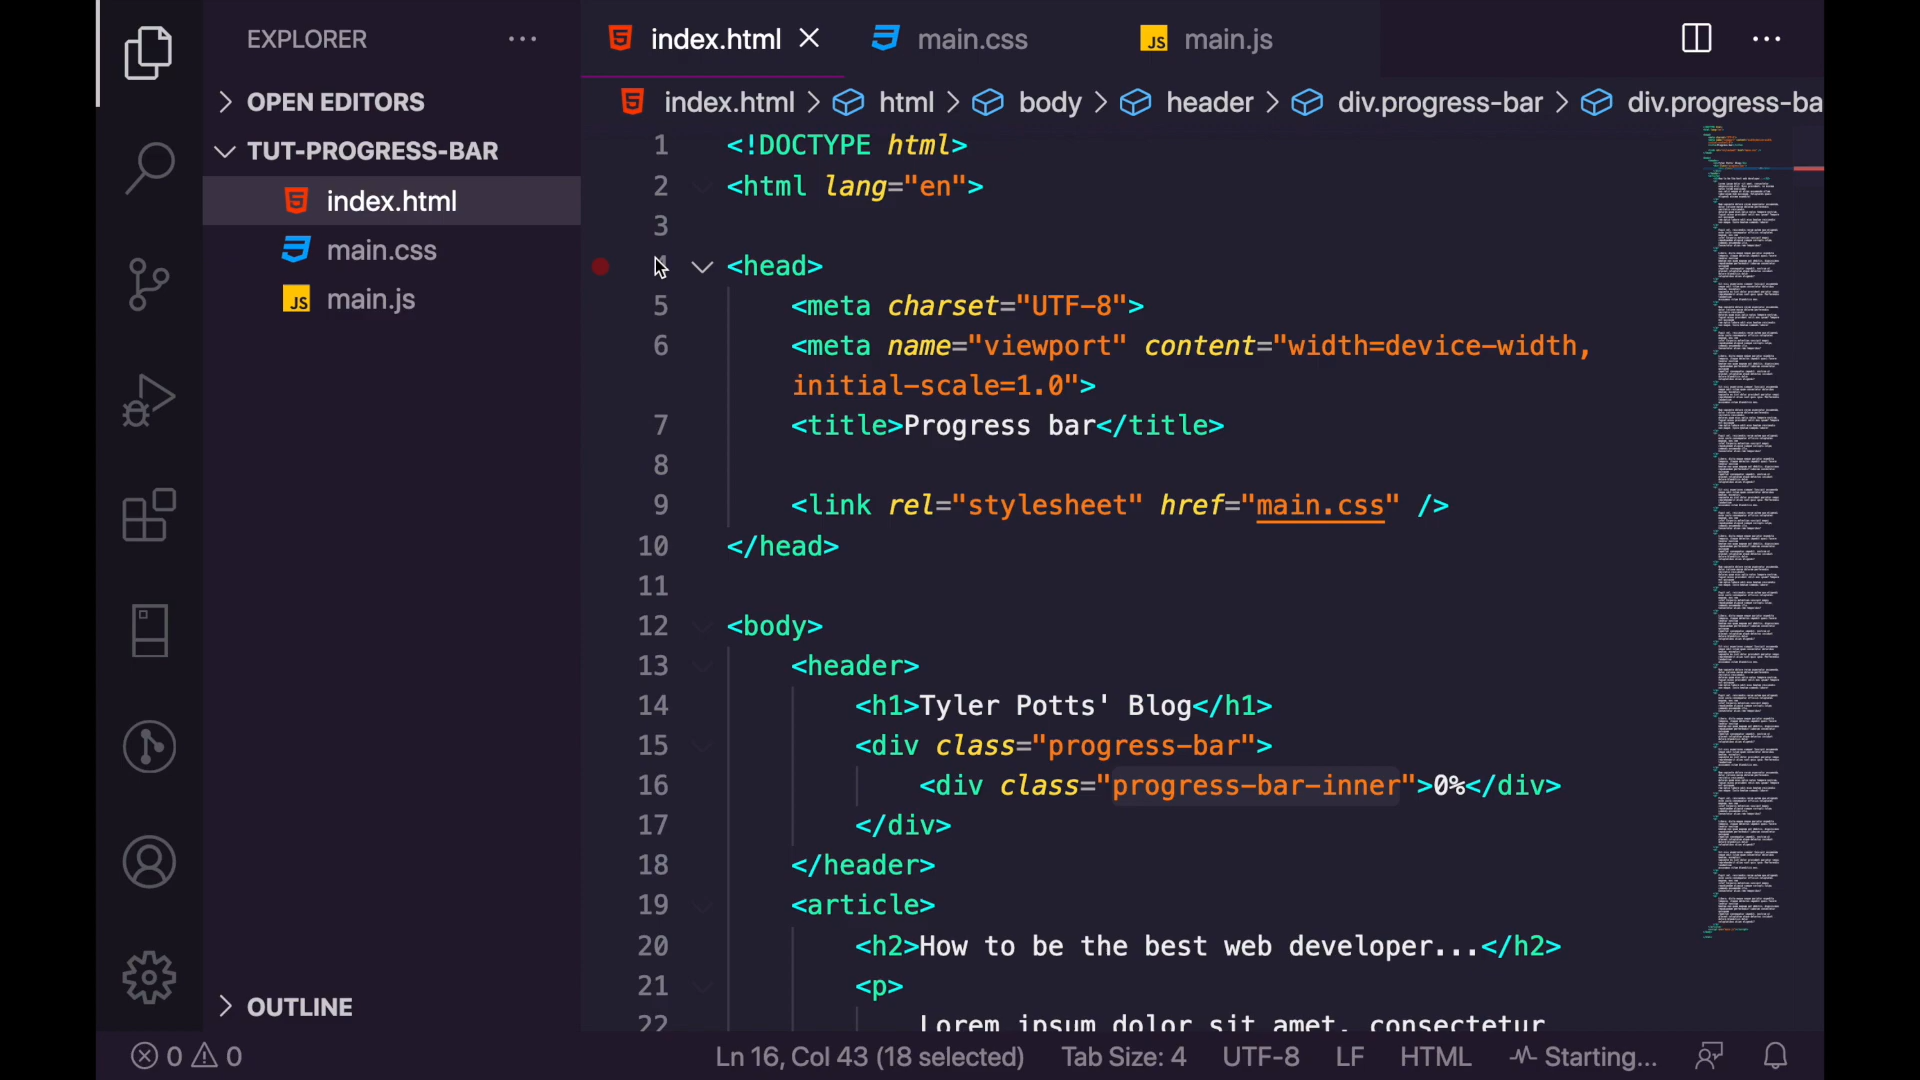 EXPLORER
OPEN EDITORS
TUT-PROGRESS-BAR
index.html
main.css
JS main.js
OUTLINE
index.html main.css JS main.js
index.html > html > body > header > div.progress-bar > div.progress-ba
1 <!DOCTYPE html>
2 <html lang="en">
3
4 <head>
5 <meta charset="UTF-8">
6 <meta name="viewport" content="width=device-width,
initial-scale=1.0">
7 <title>Progress bar</title>
8
9 <link rel="stylesheet" href="main.css" />
10 </head>
11
12 <body>
13 <header>
14 <h1>Tyler Potts' Blog</h1>
15 <div class="progress-bar">
16 <div class="progress-bar-inner">0%</div>
17 </div>
18 </header>
19 <article>
20 <h2>How to be the best web developer...</h2>
21 <p>
22 Lorem ipsum dolor sit amet, consectetur
0 0 Ln 16, Col 43 (18 selected) Tab Size: 4 UTF-8 LF HTML Starting...